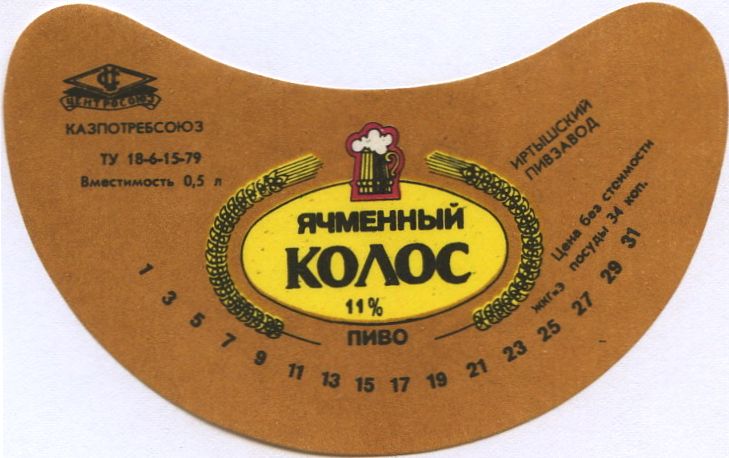 ЦЕНТРОСОЮЗ
КАЗПОТРЕБСОЮЗ
ТУ 18-6-15-79
Вместимость 0,5 л
ЯЧМЕННЫЙ
КОЛОС
11%
ПИВО
ИРТЫШСКИЙ
ПИВЗАВОД
Цена без стоимости
посуды 34 коп.
1 3 5 7 9 11 13 15 17 19 21 23 25 27 29 31